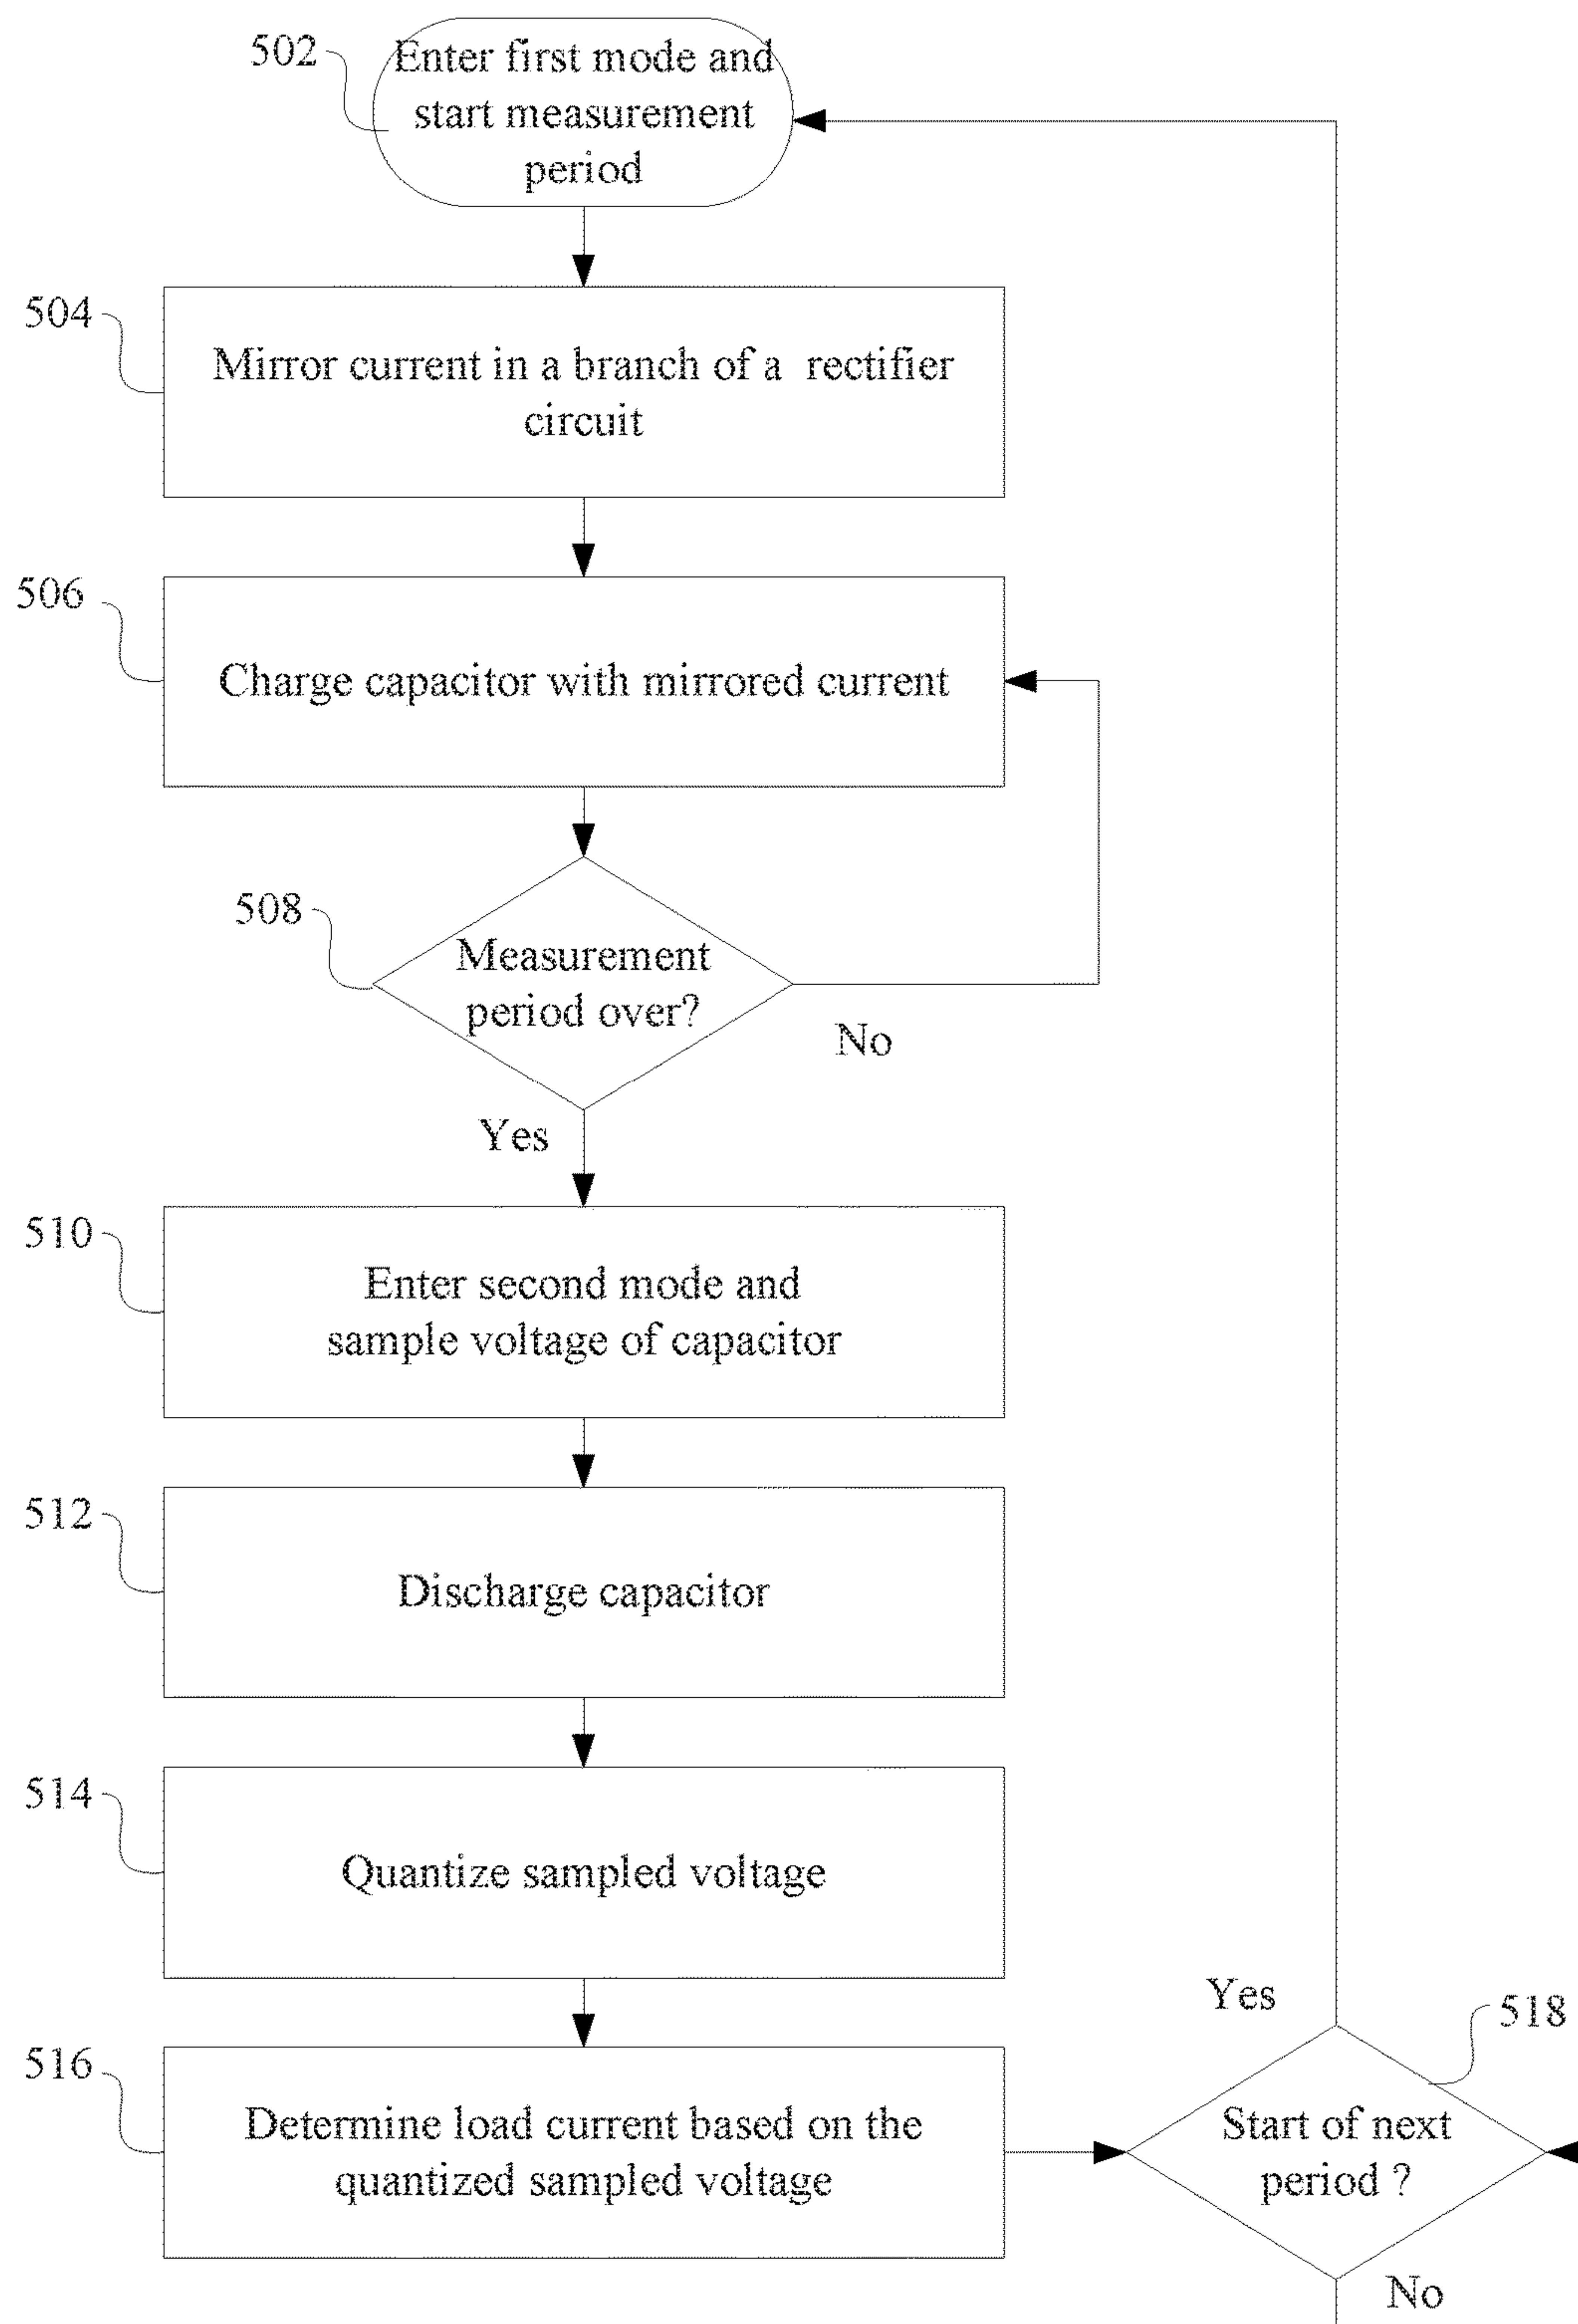 502
Enter first mode and
start measurement
period
504
Mirror current in a branch of a rectifier
circuit
506
Charge capacitor with mirrored current
508
Measurement
period over?
No
Yes
510
Enter second mode and
sample voltage of capacitor
512
Discharge capacitor
514
Quantize sampled voltage
516
Determine load current based on the
quantized sampled voltage
Yes
518
Start of next
period ?
No